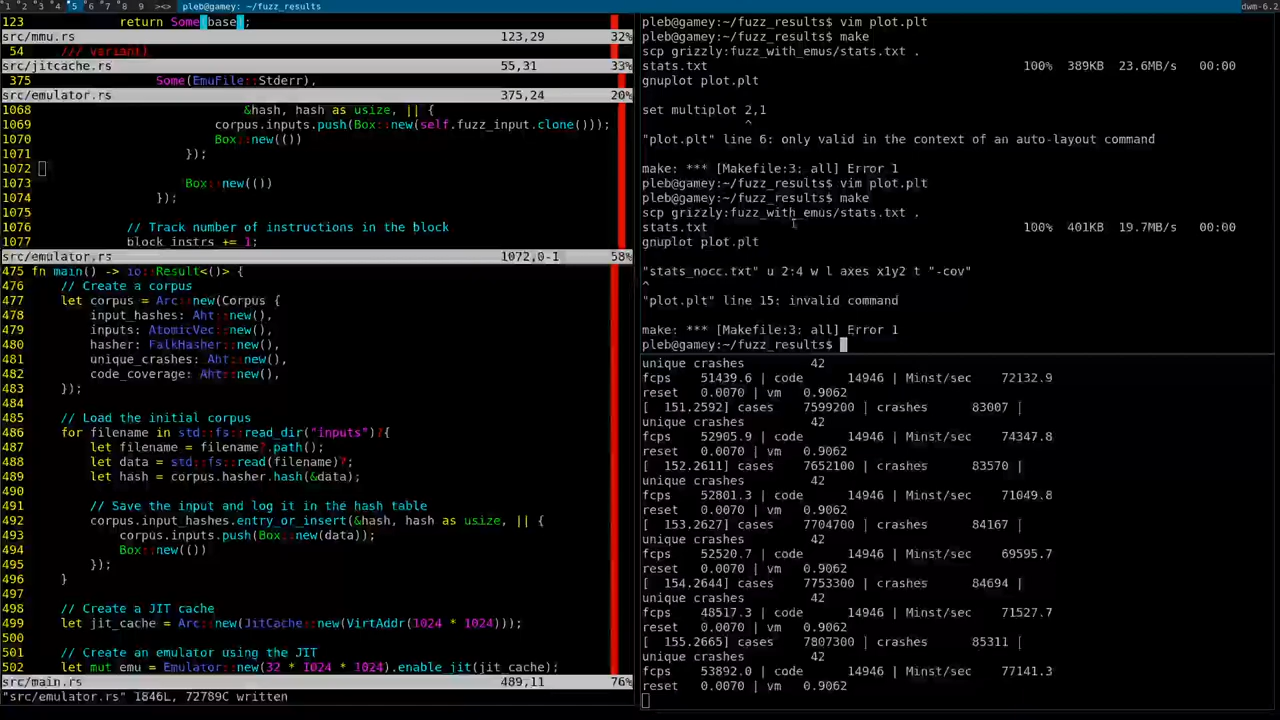 1 2 3 4 5 6 7 8 9 ><> pleb@gamey: ~/fuzz_results dwm-6.2
123 return Some(base);
src/mmu.rs 123,29 32%
54 /// variant)
src/jitcache.rs 55,31 33%
375 Some(EmuFile::Stderr),
src/emulator.rs 375,24 20%
1068 &hash, hash as usize, || {
1069 corpus.inputs.push(Box::new(self.fuzz_input.clone()));
1070 Box::new(())
1071 });
1072
1073 Box::new(())
1074 });
1075
1076 // Track number of instructions in the block
1077 block_instrs += 1;
src/emulator.rs 1072,0-1 58%
475 fn main() -> io::Result<()> {
476 // Create a corpus
477 let corpus = Arc::new(Corpus {
478 input_hashes: Aht::new(),
479 inputs: AtomicVec::new(),
480 hasher: FalkHasher::new(),
481 unique_crashes: Aht::new(),
482 code_coverage: Aht::new(),
483 });
484
485 // Load the initial corpus
486 for filename in std::fs::read_dir("inputs")?{
487 let filename = filename?.path();
488 let data = std::fs::read(filename)?;
489 let hash = corpus.hasher.hash(&data);
490
491 // Save the input and log it in the hash table
492 corpus.input_hashes.entry_or_insert(&hash, hash as usize, || {
493 corpus.inputs.push(Box::new(data));
494 Box::new(())
495 });
496 }
497
498 // Create a JIT cache
499 let jit_cache = Arc::new(JitCache::new(VirtAddr(1024 * 1024)));
500
501 // Create an emulator using the JIT
502 let mut emu = Emulator::new(32 * 1024 * 1024).enable_jit(jit_cache);
src/main.rs 489,11 76%
"src/emulator.rs" 1846L, 72789C written
pleb@gamey:~/fuzz_results$ vim plot.plt
pleb@gamey:~/fuzz_results$ make
scp grizzly:fuzz_with_emus/stats.txt .
stats.txt 100% 389KB 23.6MB/s 00:00
gnuplot plot.plt
set multiplot 2,1
^
"plot.plt" line 6: only valid in the context of an auto-layout command
make: *** [Makefile:3: all] Error 1
pleb@gamey:~/fuzz_results$ vim plot.plt
pleb@gamey:~/fuzz_results$ make
scp grizzly:fuzz_with_emus/stats.txt .
stats.txt 100% 401KB 19.7MB/s 00:00
gnuplot plot.plt
"stats_nocc.txt" u 2:4 w l axes x1y2 t "-cov"
^
"plot.plt" line 15: invalid command
make: *** [Makefile:3: all] Error 1
pleb@gamey:~/fuzz_results$
unique crashes 42
fcps 51439.6 | code 14946 | Minst/sec 72132.9
reset 0.0070 | vm 0.9062
[ 151.2592] cases 7599200 | crashes 83007 |
unique crashes 42
fcps 52905.9 | code 14946 | Minst/sec 74347.8
reset 0.0070 | vm 0.9062
[ 152.2611] cases 7652100 | crashes 83570 |
unique crashes 42
fcps 52801.3 | code 14946 | Minst/sec 71049.8
reset 0.0070 | vm 0.9062
[ 153.2627] cases 7704700 | crashes 84167 |
unique crashes 42
fcps 52520.7 | code 14946 | Minst/sec 69595.7
reset 0.0070 | vm 0.9062
[ 154.2644] cases 7753300 | crashes 84694 |
unique crashes 42
fcps 48517.3 | code 14946 | Minst/sec 71527.7
reset 0.0070 | vm 0.9062
[ 155.2665] cases 7807300 | crashes 85311 |
unique crashes 42
fcps 53892.0 | code 14946 | Minst/sec 77141.3
reset 0.0070 | vm 0.9062